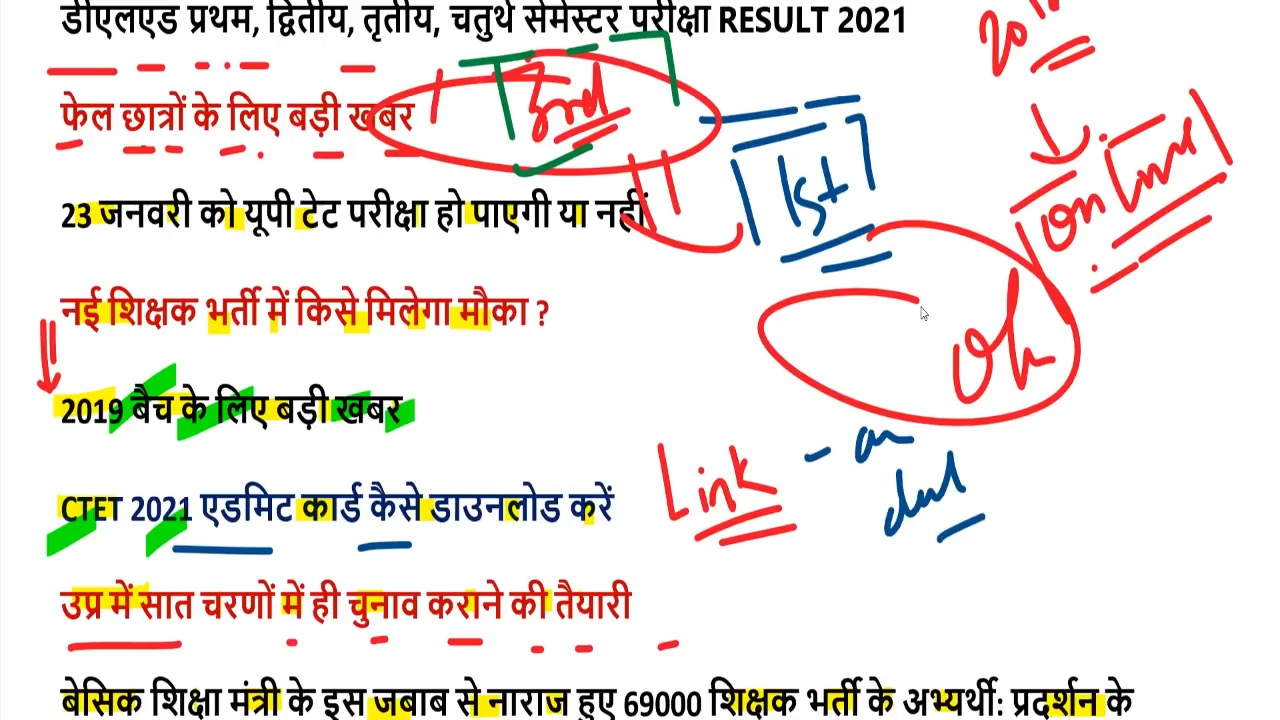 डीएलएड प्रथम, द्वितीय, तृतीय, चतुर्थ सेमेस्टर परीक्षा RESULT 2021
फेल छात्रों के लिए बड़ी खबर
3rd
1st
23 जनवरी को यूपी टेट परीक्षा हो पाएगी या नहीं
नई शिक्षक भर्ती में किसे मिलेगा मौका ?
2019 बैच के लिए बड़ी खबर
Link
CTET 2021 एडमिट कार्ड कैसे डाउनलोड करें
उप्र में सात चरणों में ही चुनाव कराने की तैयारी
बेसिक शिक्षा मंत्री के इस जबाब से नाराज हुए 69000 शिक्षक भर्ती के अभ्यर्थी: प्रदर्शन के